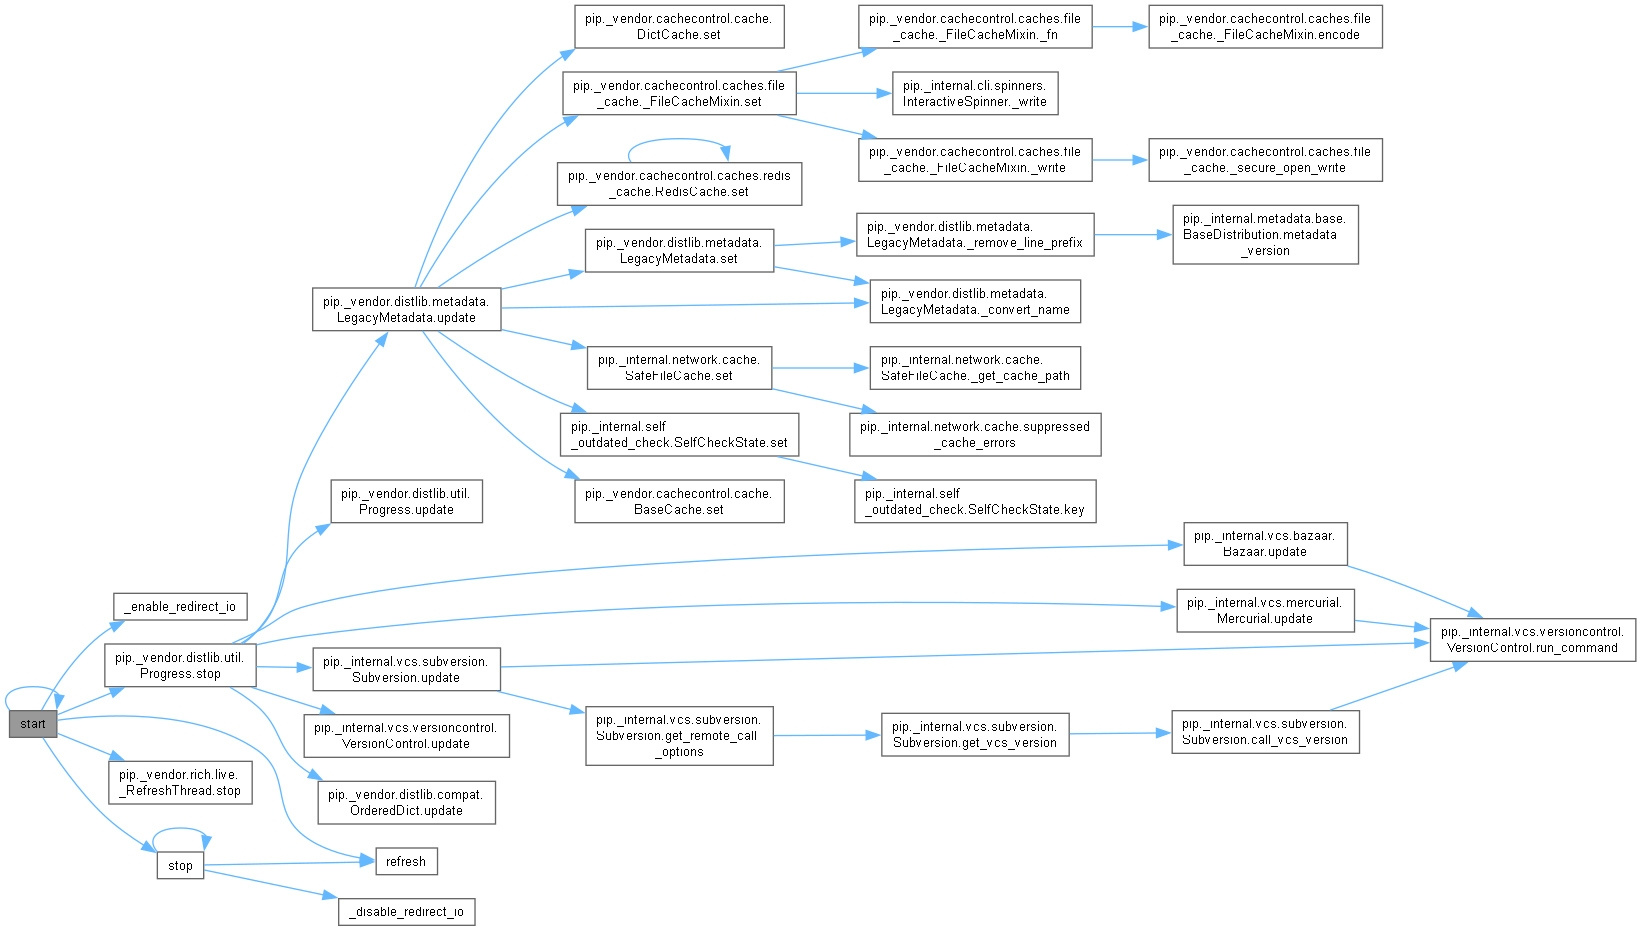 pip._vendor.cachecontrol.cache.
DictCache.set
pip._vendor.cachecontrol.caches.file
_cache._FileCacheMixin._fn
pip._vendor.cachecontrol.caches.file
_cache._FileCacheMixin.encode
pip._vendor.cachecontrol.caches.file
_cache._FileCacheMixin.set
pip._internal.cli.spinners.
InteractiveSpinner._write
pip._vendor.cachecontrol.caches.file
_cache._FileCacheMixin._write
pip._vendor.cachecontrol.caches.file
_cache._secure_open_write
pip._vendor.cachecontrol.caches.redis
_cache.RedisCache.set
pip._vendor.distlib.metadata.
LegacyMetadata._remove_line_prefix
pip._internal.metadata.base.
BaseDistribution.metadata
_version
pip._vendor.distlib.metadata.
LegacyMetadata.set
pip._vendor.distlib.metadata.
LegacyMetadata._convert_name
pip._vendor.distlib.metadata.
LegacyMetadata.update
pip._internal.network.cache.
SafeFileCache.set
pip._internal.network.cache.
SafeFileCache._get_cache_path
pip._internal.self
_outdated_check.SelfCheckState.set
pip._internal.network.cache.suppressed
_cache_errors
pip._vendor.distlib.util.
Progress.update
pip._vendor.cachecontrol.cache.
BaseCache.set
pip._internal.self
_outdated_check.SelfCheckState.key
pip._internal.vcs.bazaar.
Bazaar.update
_enable_redirect_io
pip._internal.vcs.mercurial.
Mercurial.update
pip._internal.vcs.versioncontrol.
VersionControl.run_command
pip._vendor.distlib.util.
Progress.stop
pip._internal.vcs.subversion.
Subversion.update
start
pip._internal.vcs.versioncontrol.
VersionControl.update
pip._internal.vcs.subversion.
Subversion.get_remote_call
_options
pip._internal.vcs.subversion.
Subversion.get_vcs_version
pip._internal.vcs.subversion.
Subversion.call_vcs_version
pip._vendor.rich.live.
_RefreshThread.stop
pip._vendor.distlib.compat.
OrderedDict.update
stop
refresh
_disable_redirect_io